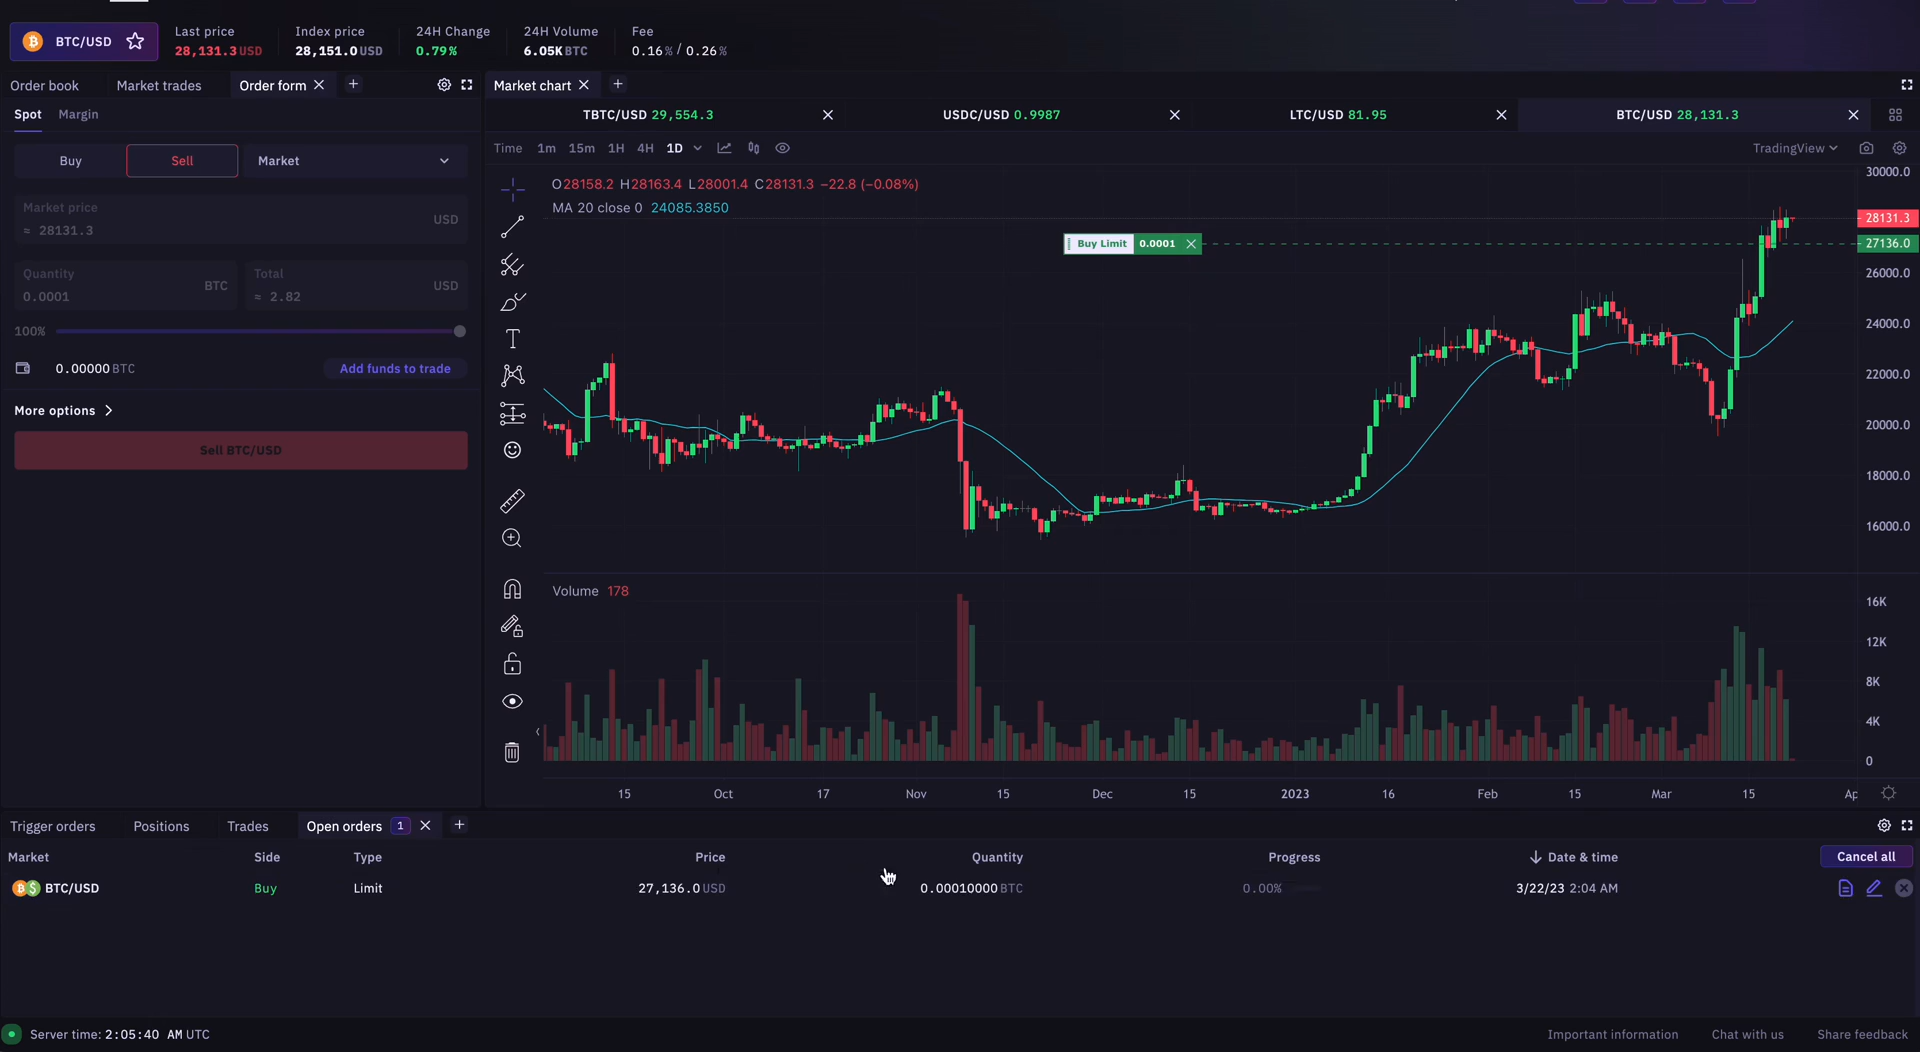 BTC/USD
Last price
28,131.3 USD
Index price
28,151.0 USD
24H Change
0.79%
24H Volume
6.05K BTC
Fee
0.16% / 0.26%
Order book
Market trades
Order form
Market chart
Spot
Margin
TBTC/USD 29,554.3
USDC/USD 0.9987
LTC/USD 81.95
BTC/USD 28,131.3
Buy
Sell
Market
Time 1m 15m 1H 4H 1D
TradingView
Market price
≈ 28131.3
USD
Quantity
0.0001
BTC
Total
≈ 2.82
USD
100%
0.00000 BTC
Add funds to trade
More options
Sell BTC/USD
O28158.2 H28163.4 L28001.4 C28131.3 −22.8 (−0.08%)
MA 20 close 0 24085.3850
T
Buy Limit 0.0001
30000.0
28131.3
27136.0
26000.0
24000.0
22000.0
20000.0
18000.0
16000.0
Volume 178
16K
12K
8K
4K
0
15 Oct 17 Nov 15 Dec 15 2023 16 Feb 15 Mar 15 Ap
Trigger orders
Positions
Trades
Open orders 1
Market Side Type Price Quantity Progress Date & time
Cancel all
BTC/USD Buy Limit 27,136.0 USD 0.00010000 BTC 0.00% 3/22/23 2:04 AM
Server time: 2:05:40 AM UTC
Important information
Chat with us
Share feedback